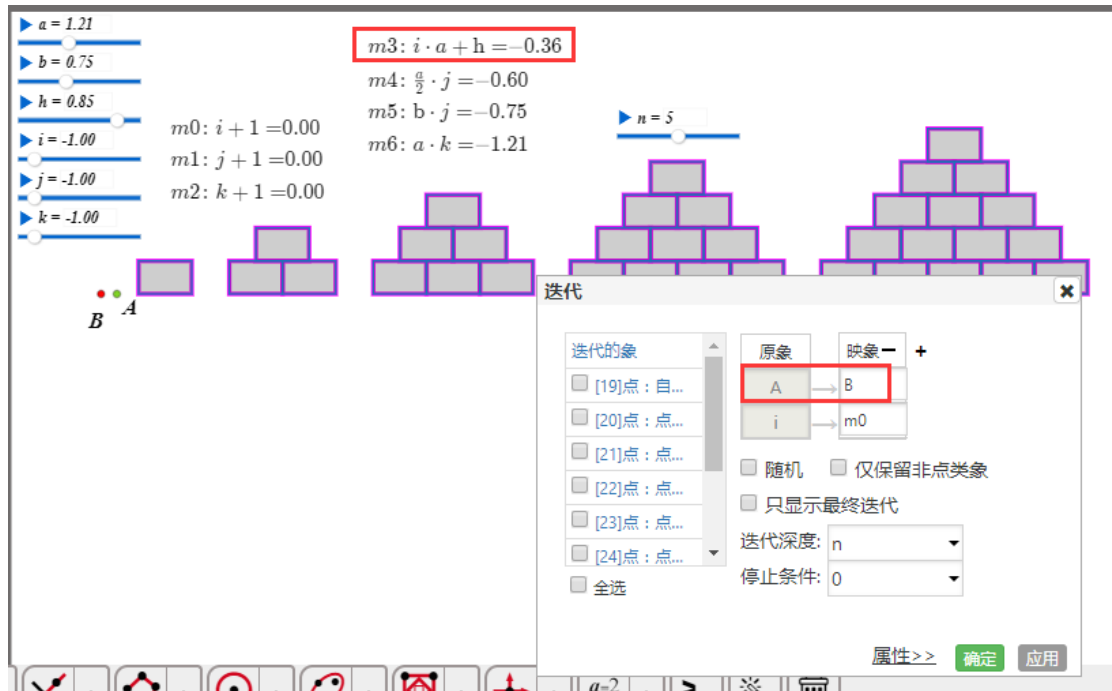 a = 1.21
b = 0.75
h = 0.85
i = -1.00
j = -1.00
k = -1.00
m0: i + 1 =0.00
m1: j + 1 =0.00
m2: k + 1 =0.00
m3: i · a + h =−0.36
m4: a/2 · j =−0.60
m5: b · j =−0.75
m6: a · k =−1.21
n = 5
B
A
迭代
迭代的象
[19]点：自...
[20]点：点...
[21]点：点...
[22]点：点...
[23]点：点...
[24]点：点...
全选
原象 映象 − +
A → B
i → m0
随机 仅保留非点类象
只显示最终迭代
迭代深度: n
停止条件: 0
属性>> 确定 应用
a=2